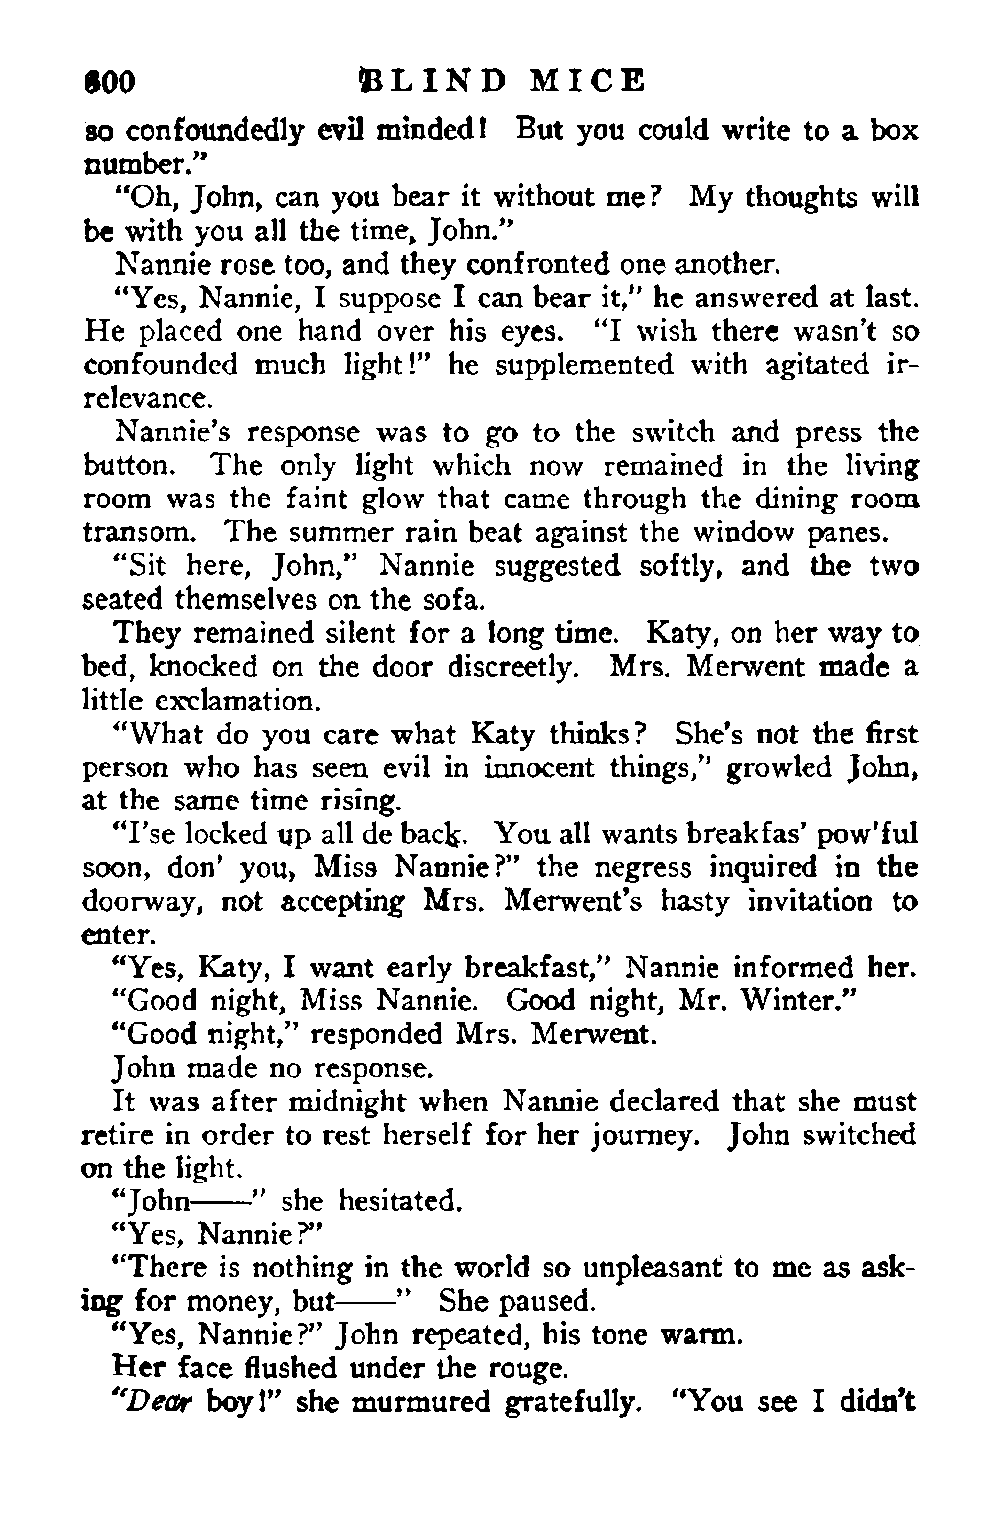 300 BLIND MICE
so confoundedly evil minded! But you could write to a box
number.”
“Oh, John, can you bear it without me? My thoughts will
be with you all the time, John.”
Nannie rose too, and they confronted one another.
“Yes, Nannie, I suppose I can bear it,” he answered at last.
He placed one hand over his eyes. “I wish there wasn’t so
confounded much light!” he supplemented with agitated ir-
relevance.
Nannie’s response was to go to the switch and press the
button. The only light which now remained in the living
room was the faint glow that came through the dining room
transom. The summer rain beat against the window panes.
“Sit here, John,” Nannie suggested softly, and the two
seated themselves on the sofa.
They remained silent for a long time. Katy, on her way to
bed, knocked on the door discreetly. Mrs. Merwent made a
little exclamation.
“What do you care what Katy thinks? She’s not the first
person who has seen evil in innocent things,” growled John,
at the same time rising.
“I’se locked up all de back. You all wants breakfas’ pow’ful
soon, don’ you, Miss Nannie?” the negress inquired in the
doorway, not accepting Mrs. Merwent’s hasty invitation to
enter.
“Yes, Katy, I want early breakfast,” Nannie informed her.
“Good night, Miss Nannie. Good night, Mr. Winter.”
“Good night,” responded Mrs. Merwent.
John made no response.
It was after midnight when Nannie declared that she must
retire in order to rest herself for her journey. John switched
on the light.
“John——” she hesitated.
“Yes, Nannie?”
“There is nothing in the world so unpleasant to me as ask-
ing for money, but——” She paused.
“Yes, Nannie?” John repeated, his tone warm.
Her face flushed under the rouge.
“Dear boy!” she murmured gratefully. “You see I didn’t